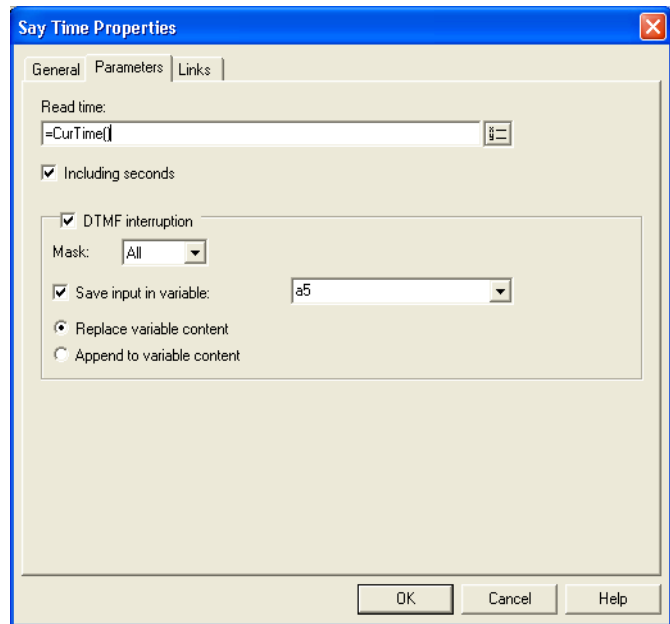 Say Time Properties
General Parameters Links
Read time:
=CurTime()
Including seconds
DTMF interruption
Mask: All
Save input in variable: a5
Replace variable content
Append to variable content
OK Cancel Help